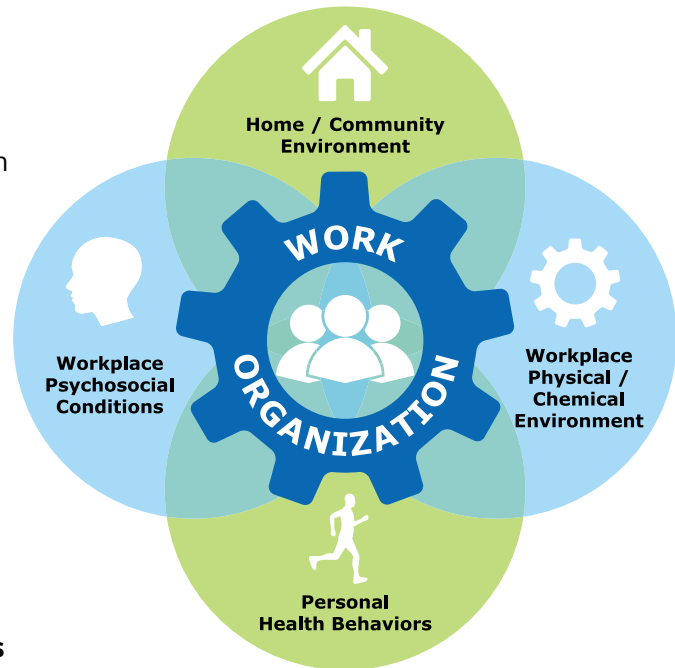 Home / Community
Environment
n
WORK
ORGANIZATION
Workplace
Psychosocial
Conditions
Workplace
Physical /
Chemical
Environment
Personal
Health Behaviors
s